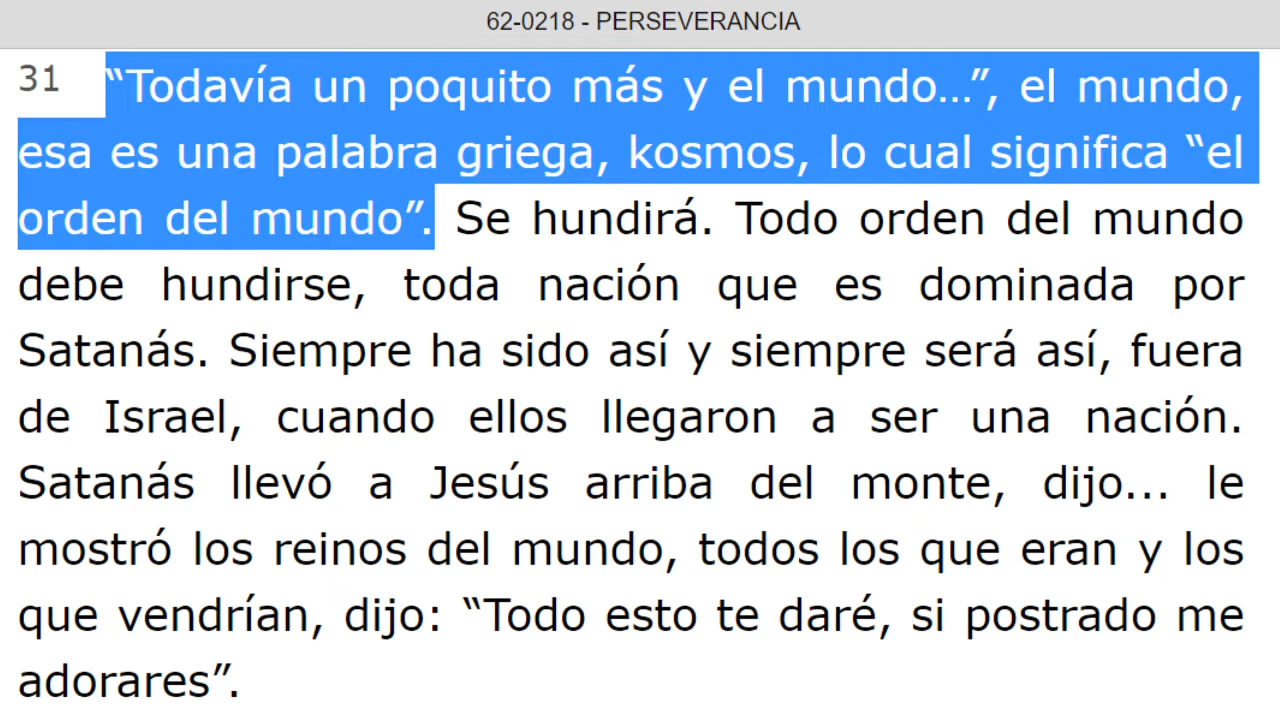 62-0218 - PERSEVERANCIA
31 “Todavía un poquito más y el mundo...”, el mundo,
esa es una palabra griega, kosmos, lo cual significa “el
orden del mundo”. Se hundirá. Todo orden del mundo
debe hundirse, toda nación que es dominada por
Satanás. Siempre ha sido así y siempre será así, fuera
de Israel, cuando ellos llegaron a ser una nación.
Satanás llevó a Jesús arriba del monte, dijo... le
mostró los reinos del mundo, todos los que eran y los
que vendrían, dijo: “Todo esto te daré, si postrado me
adorares”.